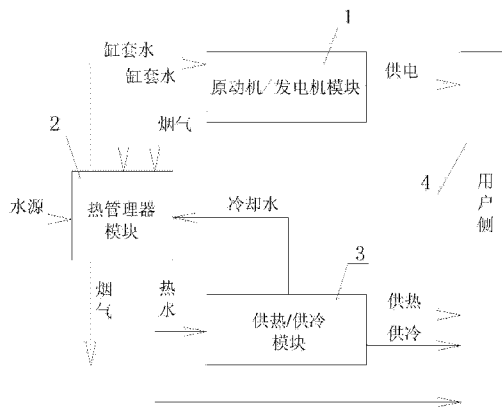 1
缸套水
缸套水
原动机/发电机模块
供电
烟气
2
水源
热管理器
模块
冷却水
4
用户侧
3
烟气
热水
供热/供冷
模块
供热
供冷